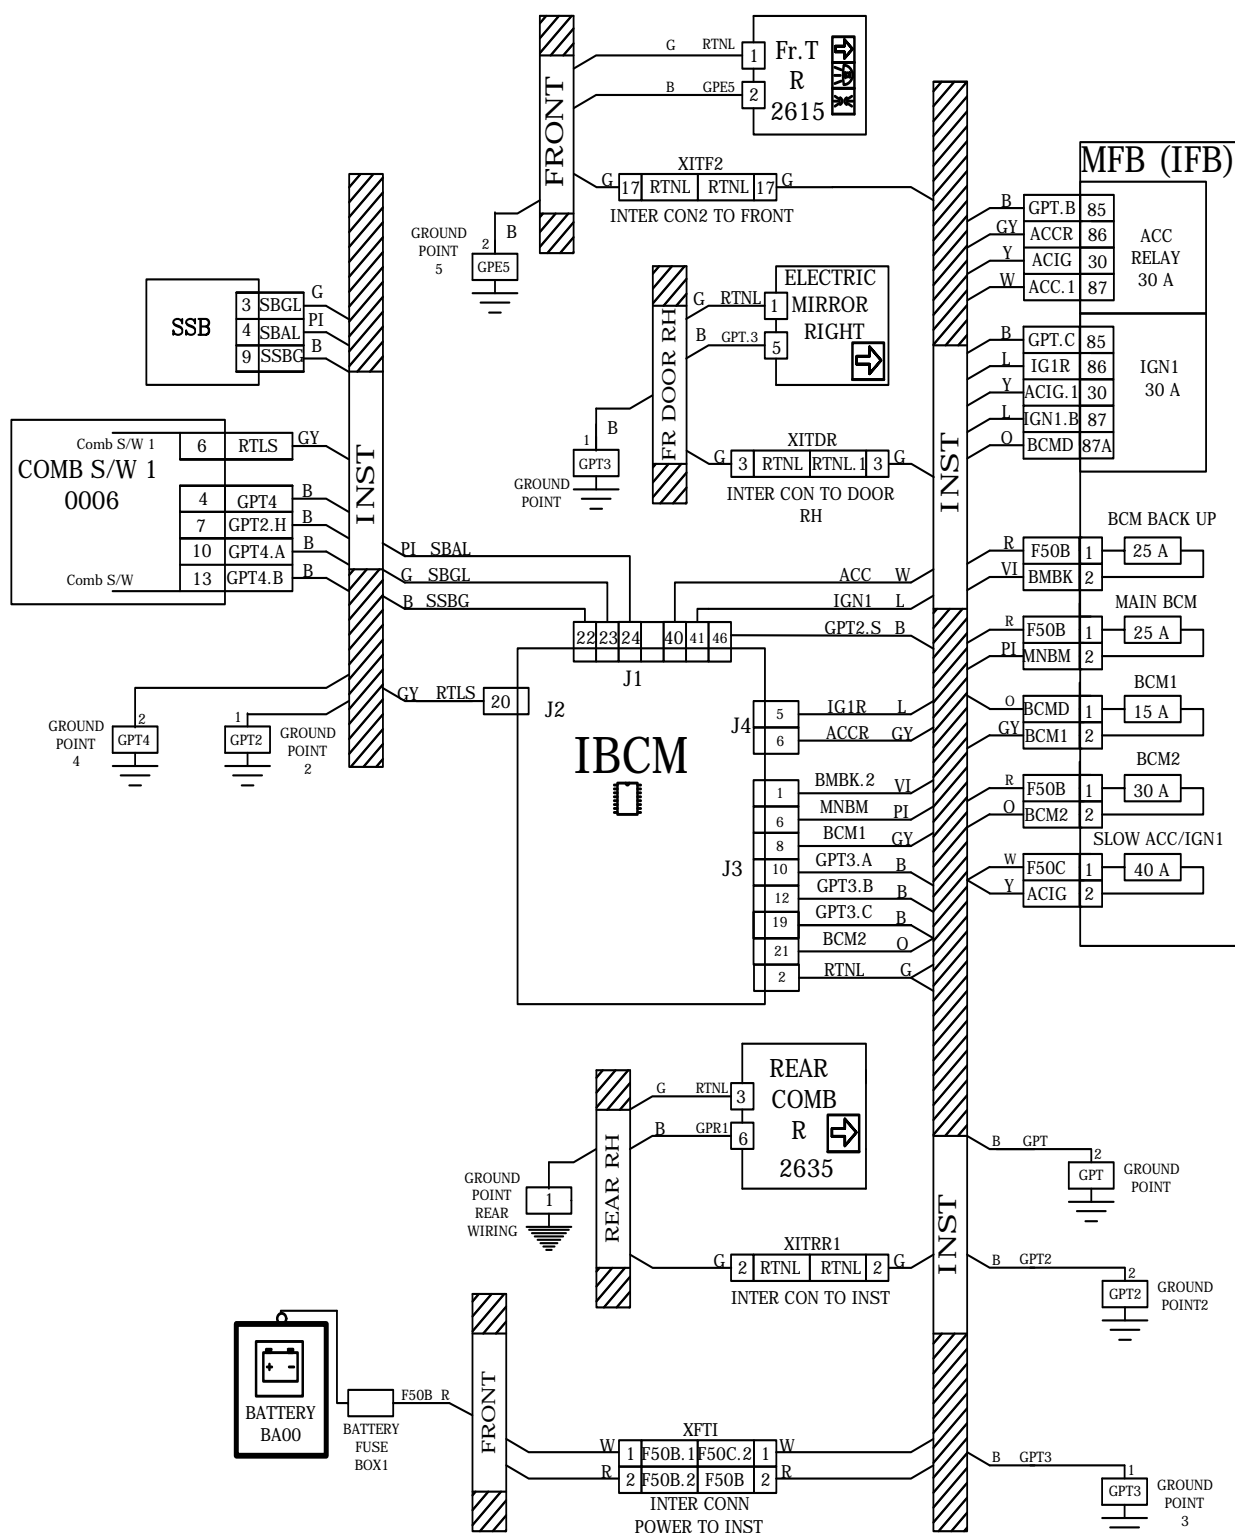 G RTNL 1 Fr.T
R
B GPE5 2 2615
FRONT
XITF2
G 17 RTNL RTNL 17 G
INTER CON2 TO FRONT
GROUND
POINT
5
2 B
GPE5
MFB (IFB)
B GPT.B 85
GY ACCR 86
Y ACIG 30
W ACC.1 87
ACC
RELAY
30 A
B GPT.C 85
L IG1R 86
Y ACIG.1 30
L IGN1.B 87
O BCMD 87A
IGN1
30 A
SSB
3 SBGL G
4 SBAL PI
9 SSBG B
FR DOOR RH
G RTNL 1
B GPT.3 5
ELECTRIC
MIRROR
RIGHT
1 B
GPT3
GROUND
POINT
XITDR
G 3 RTNL RTNL.1 3 G
INTER CON TO DOOR
RH
Comb S/W 1 6 RTLS GY
COMB S/W 1
0006
4 GPT4 B
7 GPT2.H B
10 GPT4.A B
Comb S/W 13 GPT4.B B
INST
INST
PI SBAL
G SBGL
B SSBG
ACC W
IGN1 L
GPT2.S B
22 23 24 40 41 46
J1
GY RTLS 20 J2
IBCM
J4
5 IG1R L
6 ACCR GY
J3
1 BMBK.2 VI
6 MNBM PI
8 BCM1 GY
10 GPT3.A B
12 GPT3.B B
19 GPT3.C B
21 BCM2 O
2 RTNL G
GROUND
POINT
4
2
GPT4
1
GPT2
GROUND
POINT
2
BCM BACK UP
R F50B 1 25 A
VI BMBK 2
MAIN BCM
R F50B 1 25 A
PI MNBM 2
BCM1
O BCMD 1 15 A
GY BCM1 2
BCM2
R F50B 1 30 A
O BCM2 2
SLOW ACC/IGN1
W F50C 1 40 A
Y ACIG 2
REAR RH
G RTNL 3
B GPR1 6
REAR
COMB
R
2635
GROUND
POINT
REAR
WIRING
1
XITRR1
G 2 RTNL RTNL 2 G
INTER CON TO INST
INST
B GPT 2
GPT
GROUND
POINT
B GPT2 2
GPT2
GROUND
POINT2
B GPT3 1
GPT3
GROUND
POINT
3
+ -
BATTERY
BA00
F50B R
BATTERY
FUSE
BOX1
FRONT
XFTI
W 1 F50B.1 F50C.2 1 W
R 2 F50B.2 F50B 2 R
INTER CONN
POWER TO INST